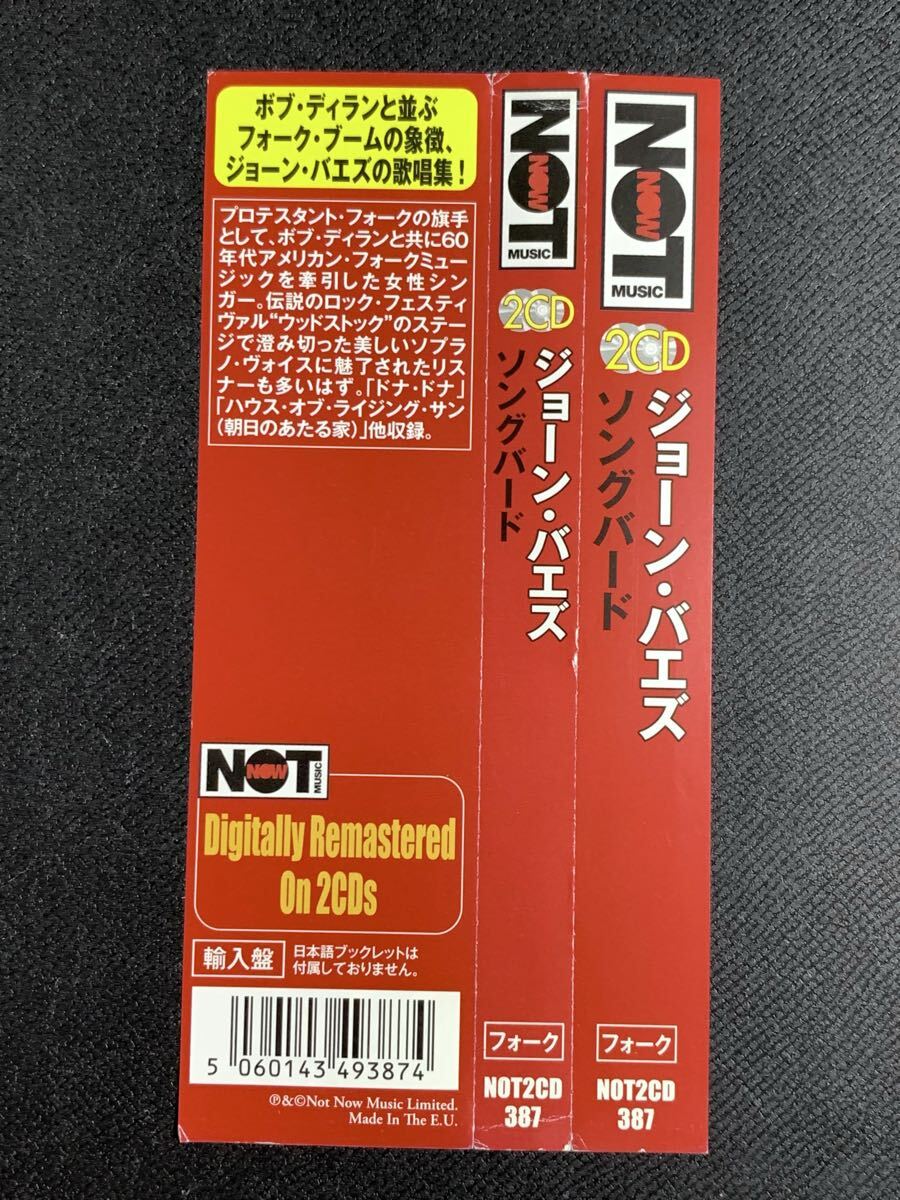 ボブ・ディランと並ぶ
フォーク・ブームの象徴、
ジョーン・バエズの歌唱集!
プロテスタント・フォークの旗手
として、ボブ・ディランと共に60
年代アメリカン・フォークミュー
ジックを牽引した女性シン
ガー。伝説のロック・フェスティ
ヴァル“ウッドストック”のステー
ジで澄み切った美しいソプラ
ノ・ヴォイスに魅了されたリス
ナーも多いはず。「ドナ・ドナ」
「ハウス・オブ・ライジング・サン
(朝日のあたる家)」他収録。
NOT
NOW
MUSIC
Digitally Remastered
On 2CDs
輸入盤
日本語ブックレットは
付属しておりません。
5 060143 493874
℗&©Not Now Music Limited.
Made In The E.U.
NOT
NOW
MUSIC
2CD
ジョーン・バエズ
ソングバード
フォーク
NOT2CD
387
NOT
NOW
MUSIC
2CD
ジョーン・バエズ
ソングバード
フォーク
NOT2CD
387